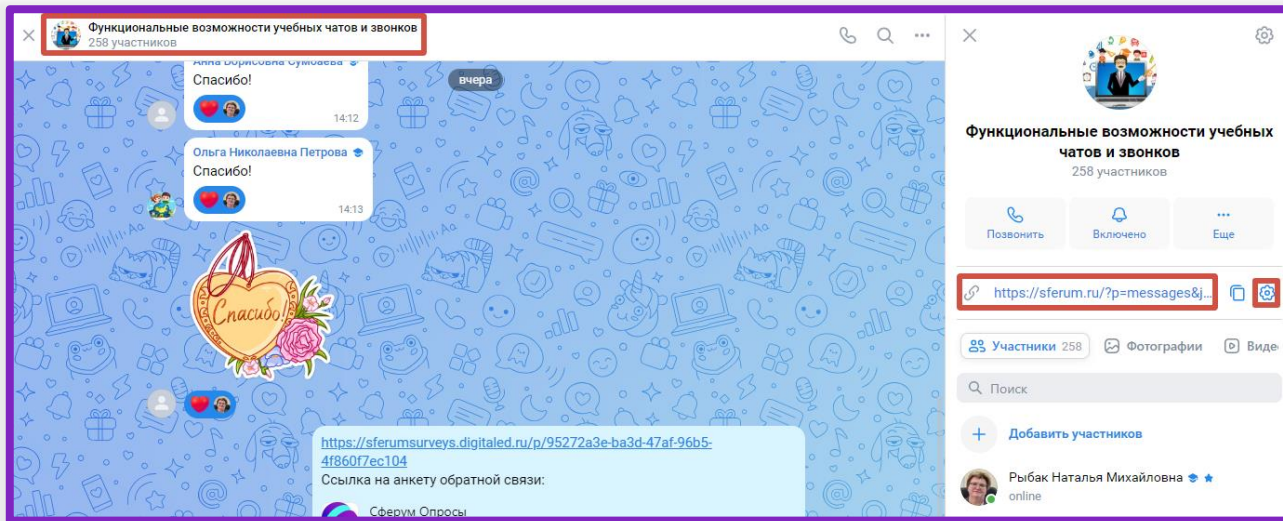 Функциональные возможности учебных чатов и звонков
258 участников
Анна Борисовна Сумбаева
Спасибо!
14:12
вчера
Ольга Николаевна Петрова
Спасибо!
14:13
Спасибо!
https://sferumsurveys.digitaled.ru/p/95272a3e-ba3d-47af-96b5-
4f860f7ec104
Ссылка на анкету обратной связи:
Сферум Опросы
Функциональные возможности учебных
чатов и звонков
258 участников
Позвонить
Включено
Еще
https://sferum.ru/?p=messages&j...
Участники 258
Фотографии
Виде
Поиск
Добавить участников
Рыбак Наталья Михайловна
online